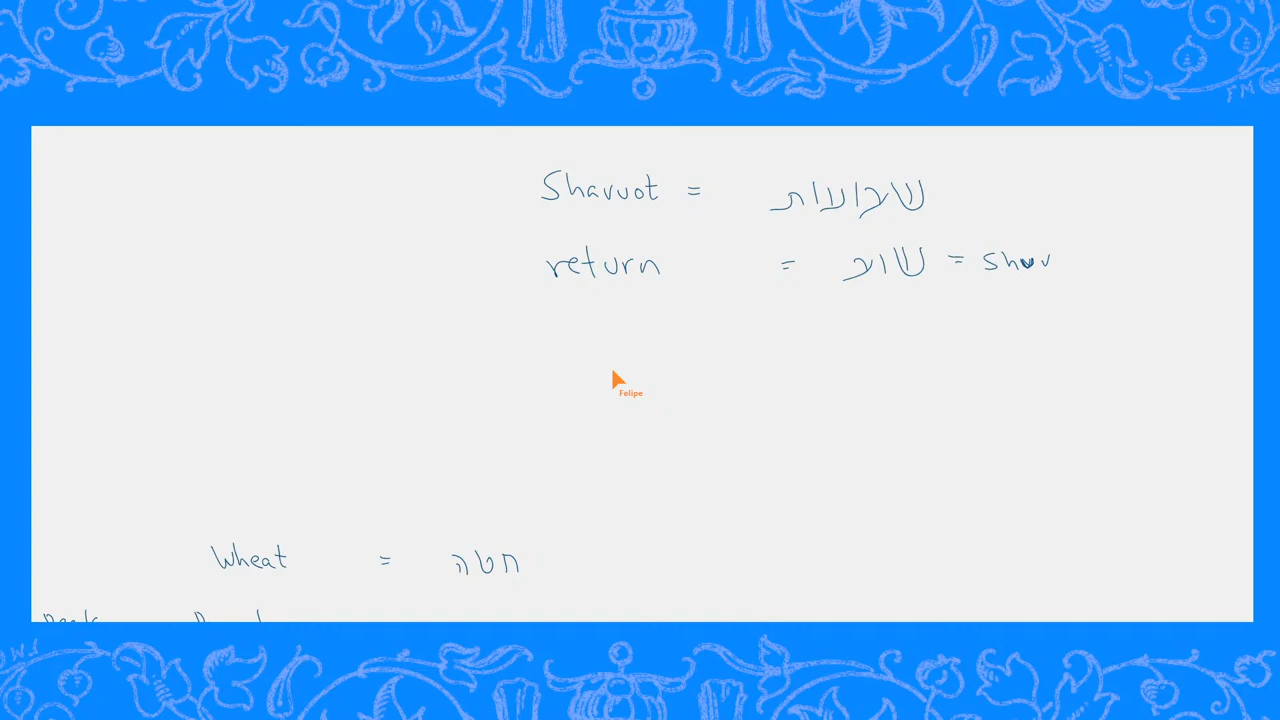 Shavuot = שבועות
return = שוב = shuv
Felipe
Wheat = חטה